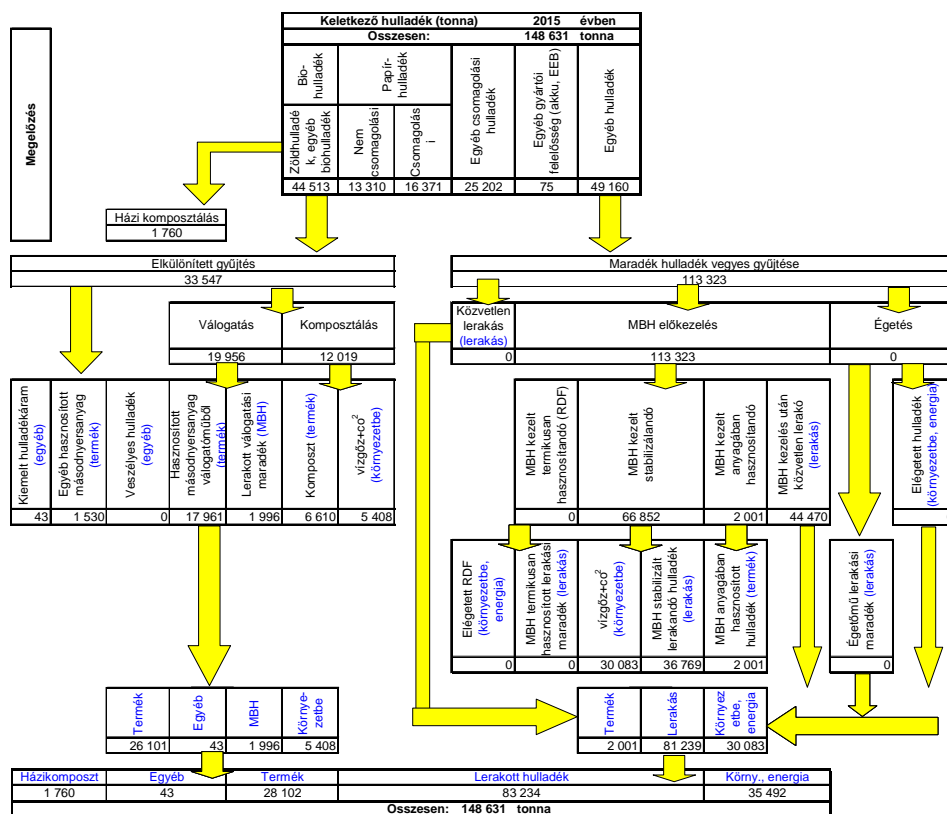 Keletkező hulladék (tonna) 2015 évben
Osszesen: 148 631 tonna
Megelőzés
Bio-
hulladék
Papír-
hulladék
Zöldhulladé
k, egyéb
biohulladék
Nem
csomagolási
Csomagolás
i
Egyéb csomagolási
hulladék
Egyéb gyártói
felelősség (akku, EEB)
Egyéb hulladék
44 513 13 310 16 371 25 202 75 49 160
Házi komposztálás
1 760
Elkülönített gyűjtés
33 547
Maradék hulladék vegyes gyűjtése
113 323
Válogatás
Komposztálás
19 956 12 019
Közvetlen
lerakás
(lerakás)
MBH előkezelés
Égetés
0 113 323 0
Kiemelt hulladékáram
(egyéb)
Egyéb hasznosított
másodnyersanyag
(termék)
Veszélyes hulladék
(egyéb)
Hasznosított
másodnyersanyag
válogatóműből
(termék)
Lerakott válogatási
maradék (MBH)
Komposzt (termék)
vízgőz+co²
(környezetbe)
43 1 530 0 17 961 1 996 6 610 5 408
MBH kezelt
termikusan
hasznosítandó (RDF)
MBH kezelt
stabilizálandó
MBH kezelt
anyagában
hasznosítandó
MBH kezelés után
közvetlen lerakó
(lerakás)
Elégetett hulladék
(környezetbe, energia)
0 66 852 2 001 44 470
Elégetett RDF
(környezetbe,
energia)
MBH termikusan
hasznosított lerakási
maradék (lerakás)
vízgőz+co²
(környezetbe)
MBH stabilizált
lerakandó hulladék
(lerakás)
MBH anyagában
hasznosított
hulladék (termék)
Égetőmű lerakási
maradék (lerakás)
0 0 30 083 36 769 2 001 0
Termék
Egyéb
MBH
Környe-
zetbe
26 101 43 1 996 5 408
Termék
Lerakás
Környez
etbe,
energia
2 001 81 239 30 083
Házikomposzt Egyéb Termék Lerakott hulladék Körny., energia
1 760 43 28 102 83 234 35 492
Osszesen: 148 631 tonna